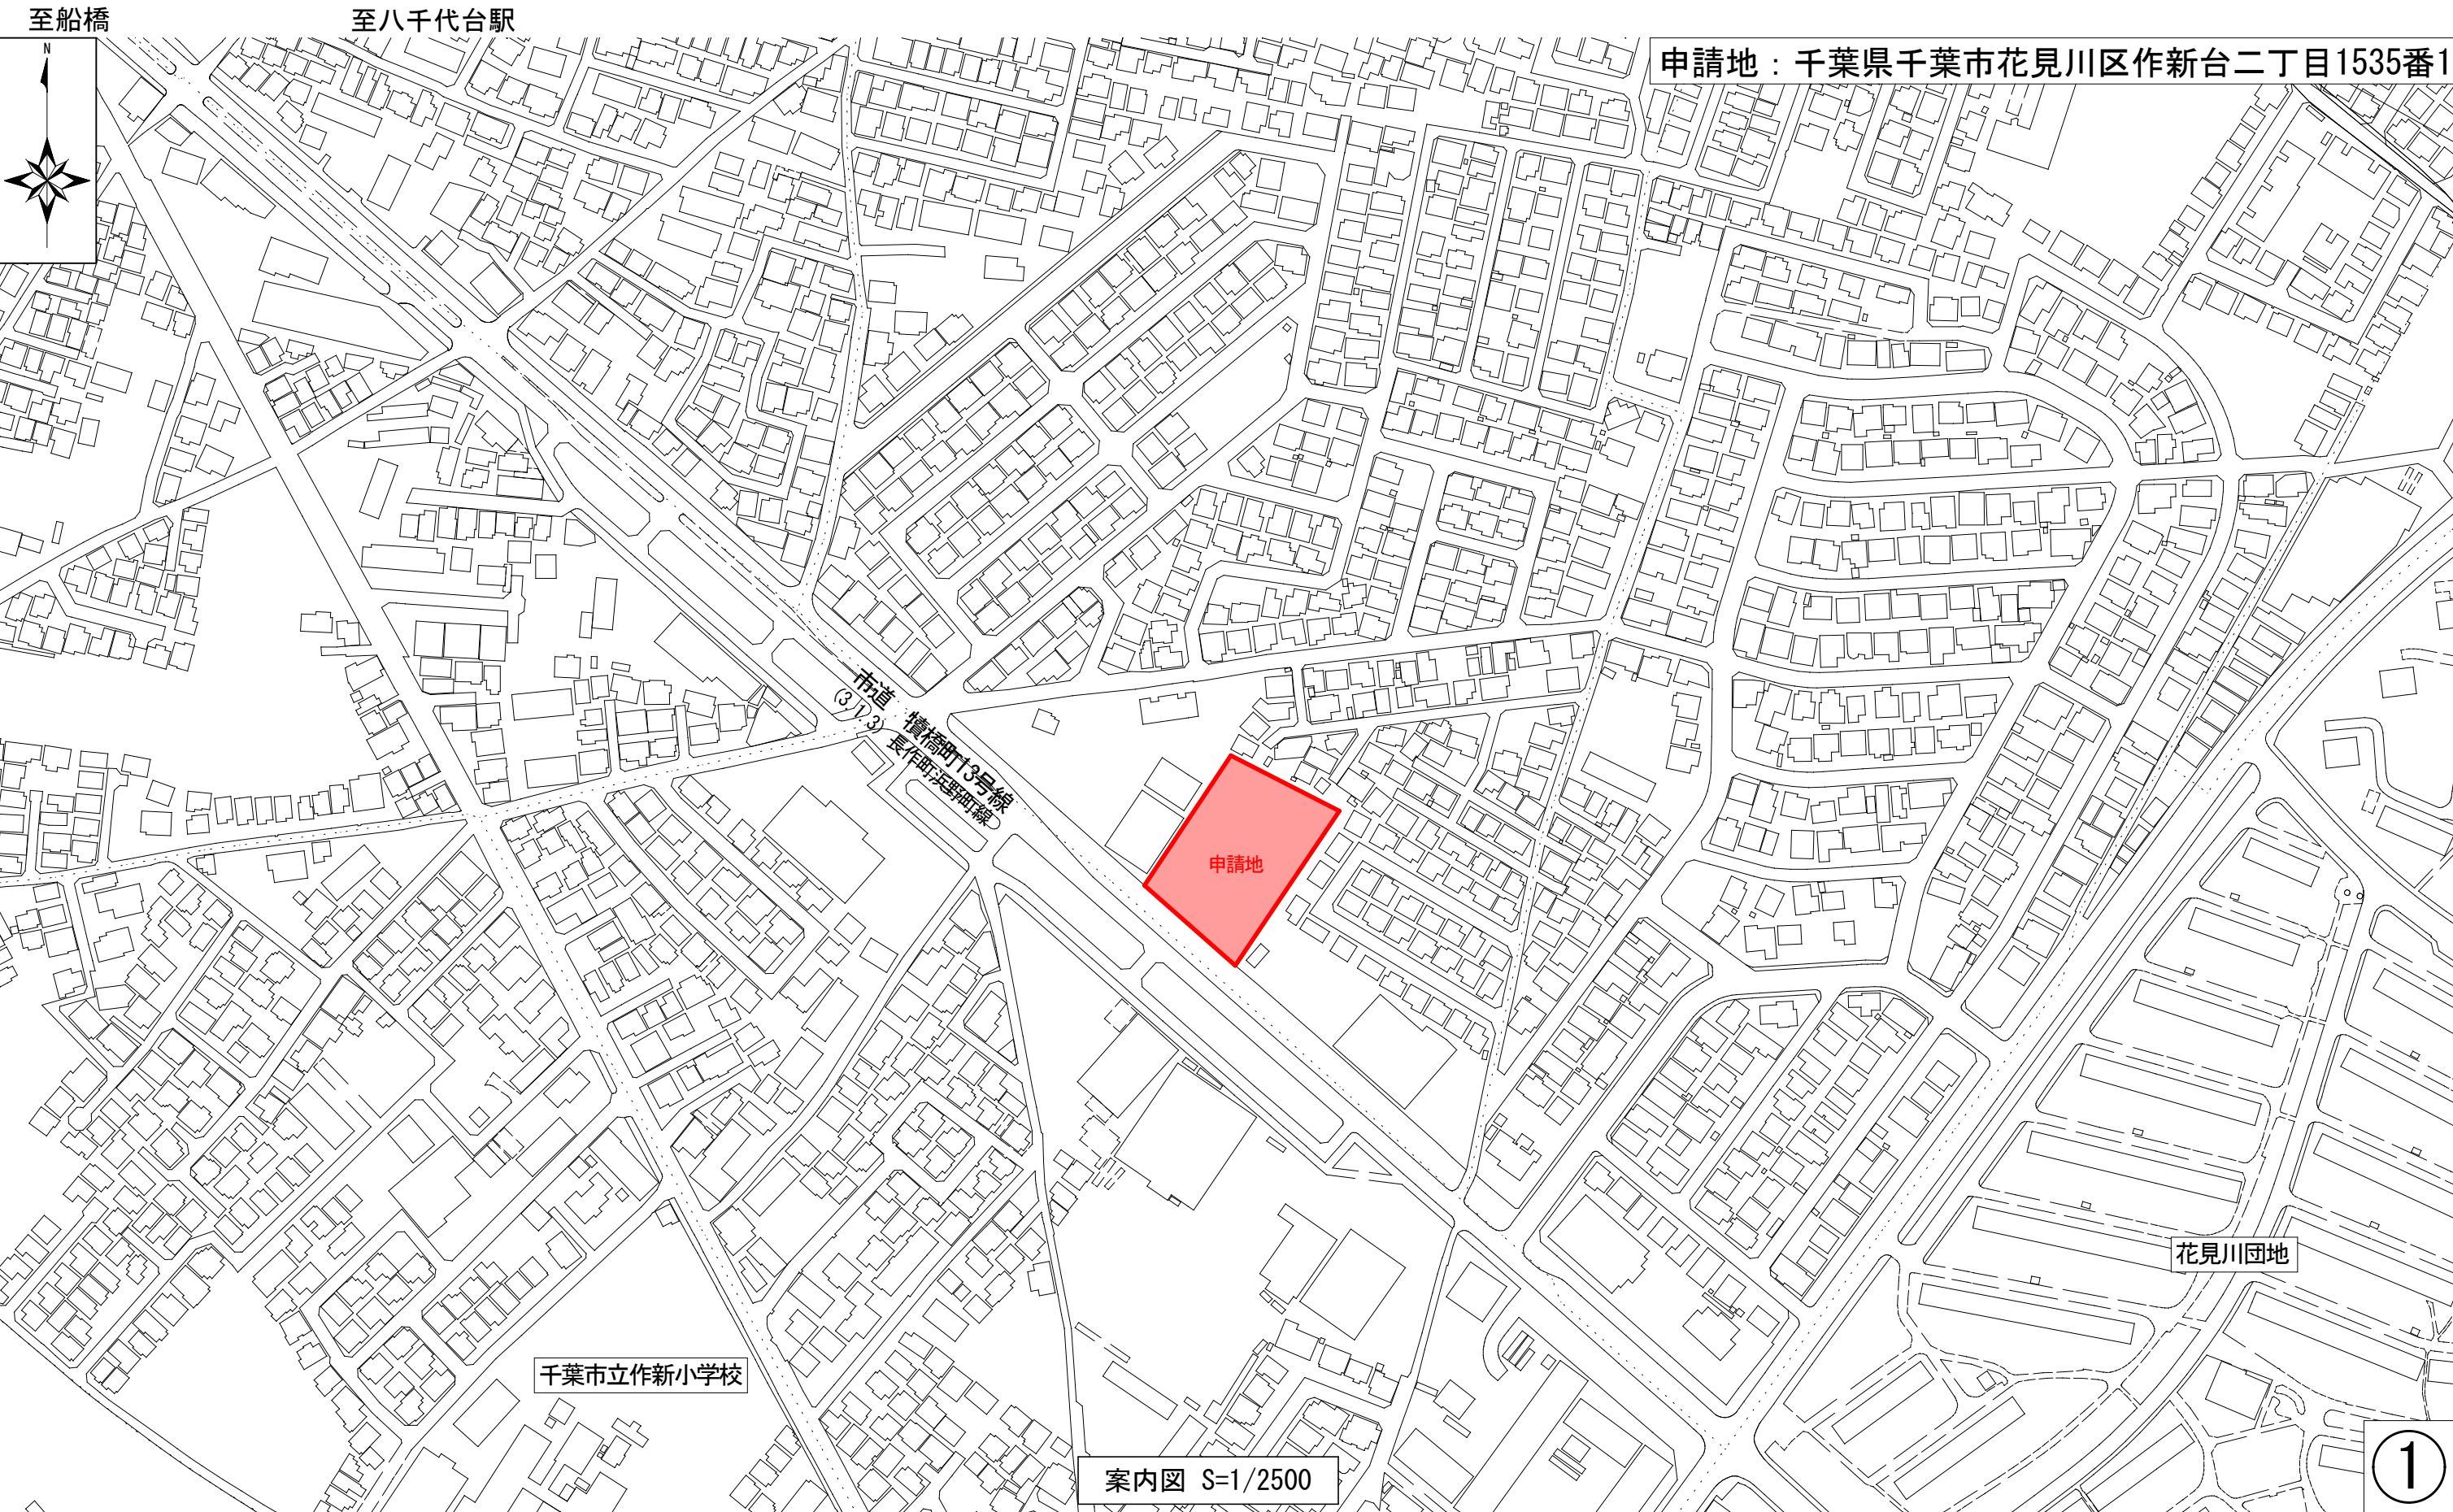 至船橋
至八千代台駅
N
申請地：千葉県千葉市花見川区作新台二丁目1535番1
市道　犢橋町13号線
(3.1.3) 長作町浜野町線
申請地
花見川団地
千葉市立作新小学校
案内図 S=1/2500
①